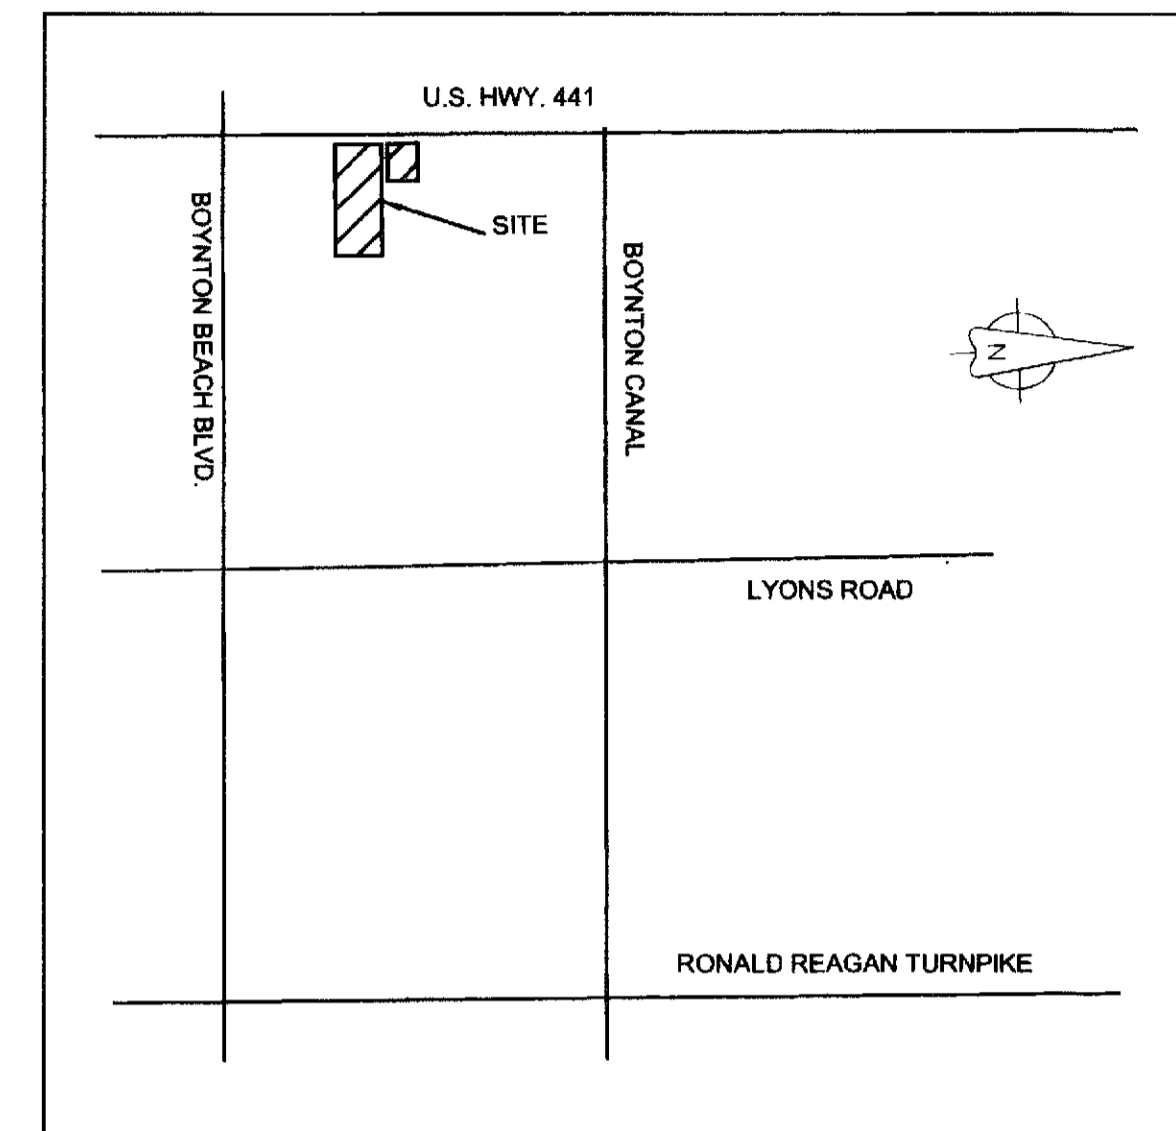 U.S. HWY. 441
BOYNTON BEACH BLVD.
SITE
BOYNTON CANAL
N
LYONS ROAD
RONALD REAGAN TURNPIKE